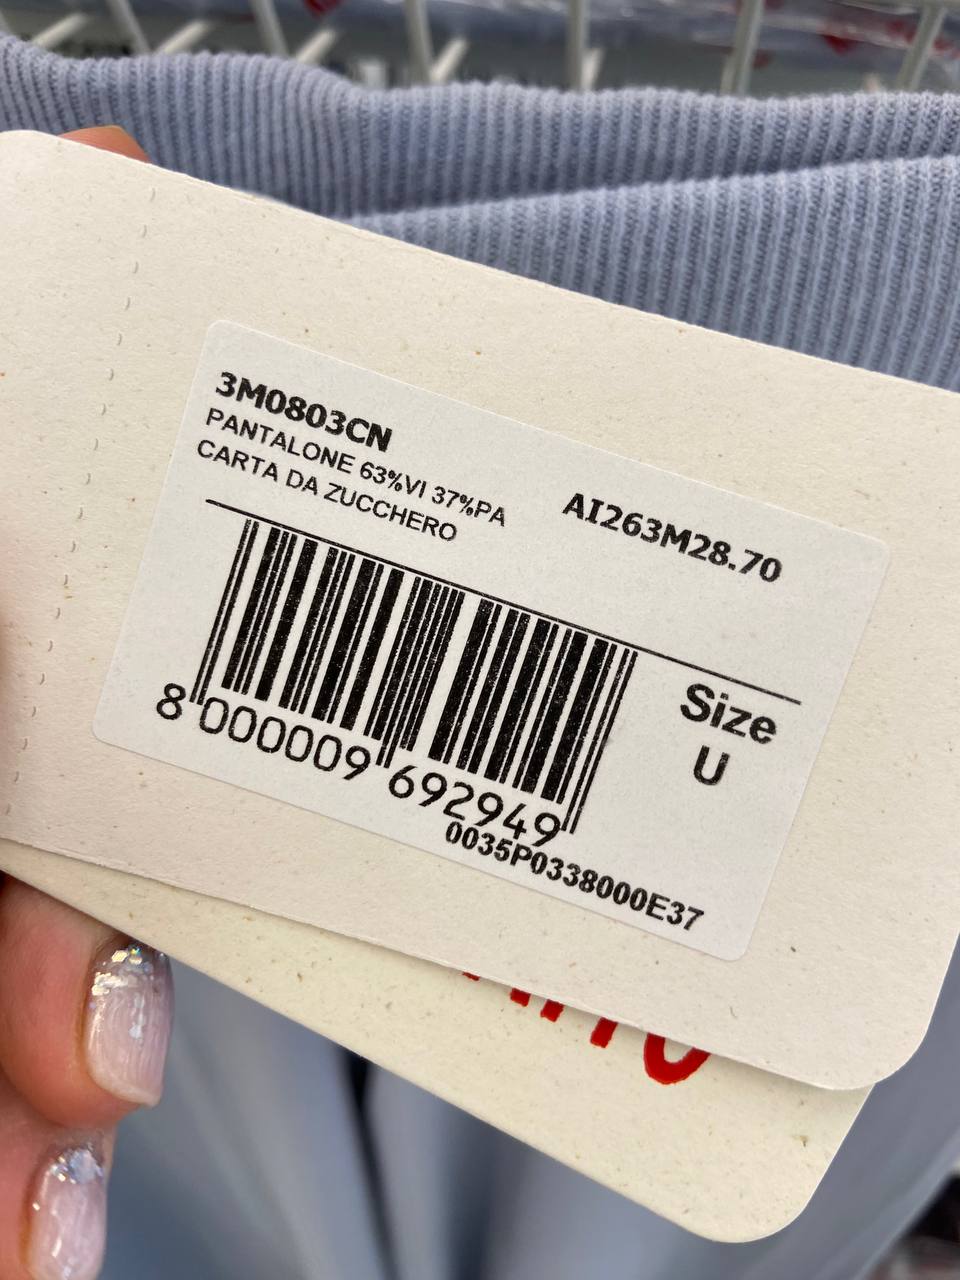 3M0803CN
PANTALONE 63%VI 37%PA
CARTA DA ZUCCHERO
AI263M28.70
Size
U
8 000009 692949
0035P0338000E37